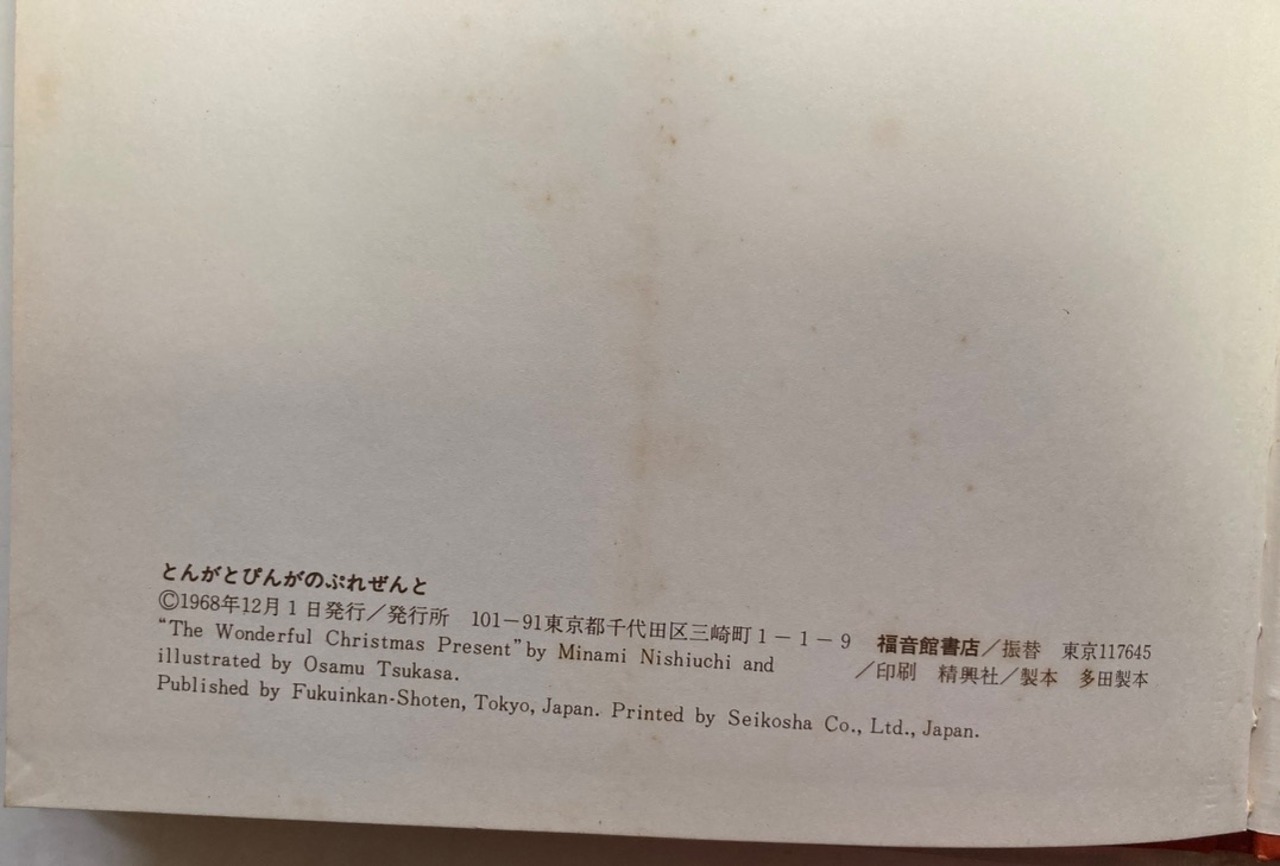 とんがとぴんがのぷれぜんと
©1968年12月1日発行／発行所　101－91東京都千代田区三崎町1－1－9　福音館書店／振替　東京117645
／印刷　精興社／製本　多田製本
"The Wonderful Christmas Present" by Minami Nishiuchi and
illustrated by Osamu Tsukasa.
Published by Fukuinkan-Shoten, Tokyo, Japan. Printed by Seikosha Co., Ltd., Japan.